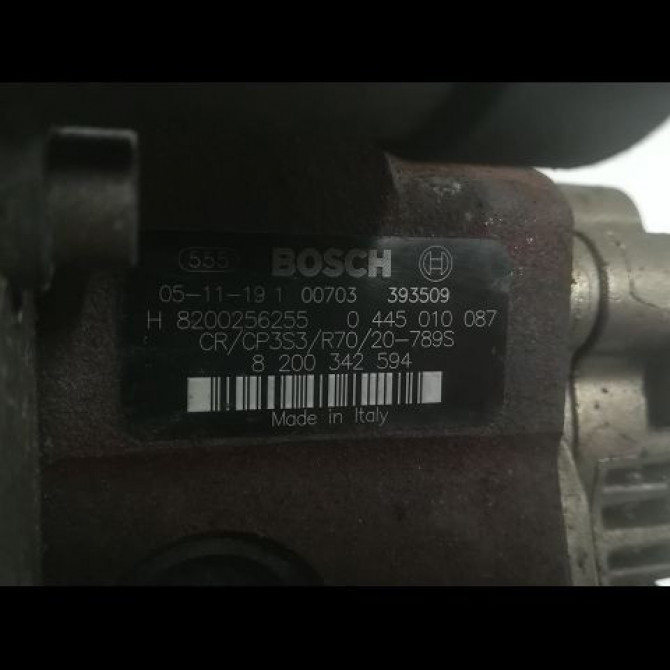 555 BOSCH
05-11-19 1 00703 393509
H 8200256255 0 445 010 087
CR/CP3S3/R70/20-789S
8 200 342 594
Made in Italy